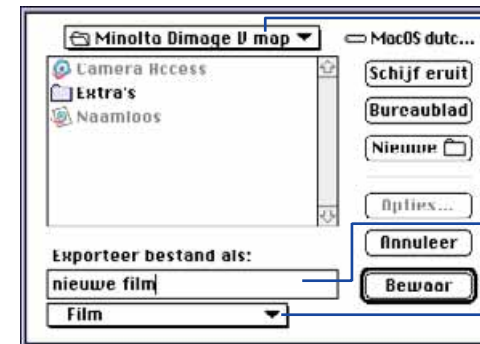 Minolta Dimage V map
MacOS dutc...
Camera Access
Extra's
Naamloos
Schijf eruit
Bureaublad
Nieuwe
Opties...
Annuleer
Bewaar
Exporteer bestand als:
nieuwe film
Film